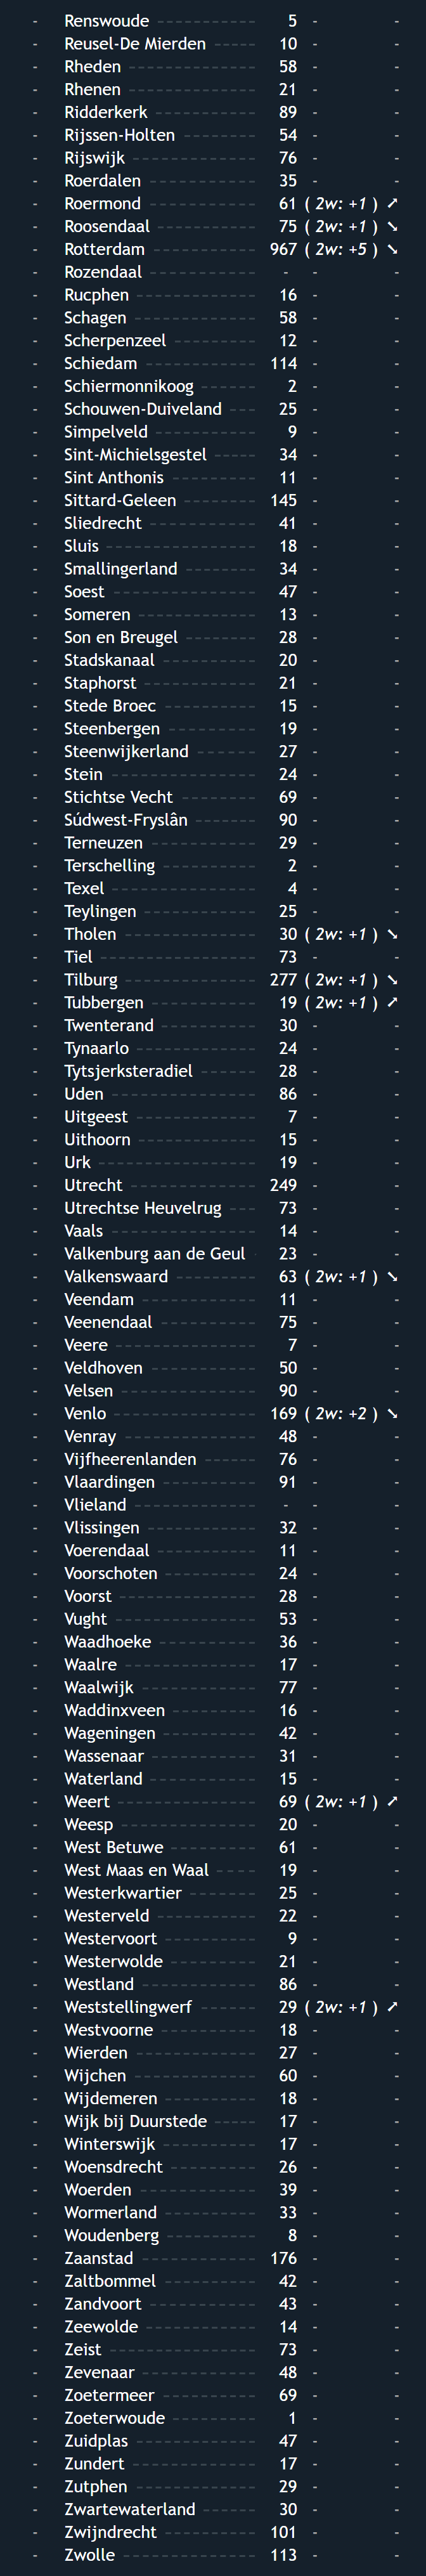 - Renswoude ----------- 5 - -
- Reusel-De Mierden ----- 10 - -
- Rheden -------------- 58 - -
- Rhenen -------------- 21 - -
- Ridderkerk ----------- 89 - -
- Rijssen-Holten -------- 54 - -
- Rijswijk -------------- 76 - -
- Roerdalen ------------ 35 - -
- Roermond ----------- 61 ( 2w: +1 ) ↗
- Roosendaal ---------- 75 ( 2w: +1 ) ↘
- Rotterdam ----------- 967 ( 2w: +5 ) ↘
- Rozendaal ----------- - - -
- Rucphen ------------- 16 - -
- Schagen ------------- 58 - -
- Scherpenzeel --------- 12 - -
- Schiedam ------------ 114 - -
- Schiermonnikoog ------ 2 - -
- Schouwen-Duiveland --- 25 - -
- Simpelveld ----------- 9 - -
- Sint-Michielsgestel ----- 34 - -
- Sint Anthonis --------- 11 - -
- Sittard-Geleen -------- 145 - -
- Sliedrecht ------------ 41 - -
- Sluis ---------------- 18 - -
- Smallingerland -------- 34 - -
- Soest ---------------- 47 - -
- Someren ------------- 13 - -
- Son en Breugel -------- 28 - -
- Stadskanaal ---------- 20 - -
- Staphorst ------------ 21 - -
- Stede Broec ---------- 15 - -
- Steenbergen ---------- 19 - -
- Steenwijkerland ------- 27 - -
- Stein ---------------- 24 - -
- Stichtse Vecht -------- 69 - -
- Súdwest-Fryslân ------- 90 - -
- Terneuzen ------------ 29 - -
- Terschelling ----------- 2 - -
- Texel ---------------- 4 - -
- Teylingen ------------ 25 - -
- Tholen --------------- 30 ( 2w: +1 ) ↘
- Tiel ----------------- 73 - -
- Tilburg --------------- 277 ( 2w: +1 ) ↘
- Tubbergen ------------ 19 ( 2w: +1 ) ↗
- Twenterand ----------- 30 - -
- Tynaarlo ------------- 24 - -
- Tytsjerksteradiel ------ 28 - -
- Uden ---------------- 86 - -
- Uitgeest -------------- 7 - -
- Uithoorn ------------- 15 - -
- Urk ----------------- 19 - -
- Utrecht -------------- 249 - -
- Utrechtse Heuvelrug --- 73 - -
- Vaals ---------------- 14 - -
- Valkenburg aan de Geul - 23 - -
- Valkenswaard --------- 63 ( 2w: +1 ) ↘
- Veendam ------------- 11 - -
- Veenendaal ----------- 75 - -
- Veere ---------------- 7 - -
- Veldhoven ------------ 50 - -
- Velsen --------------- 90 - -
- Venlo ---------------- 169 ( 2w: +2 ) ↘
- Venray --------------- 48 - -
- Vijfheerenlanden ------ 76 - -
- Vlaardingen ---------- 91 - -
- Vlieland -------------- - - -
- Vlissingen ------------ 32 - -
- Voerendaal ----------- 11 - -
- Voorschoten ---------- 24 - -
- Voorst --------------- 28 - -
- Vught --------------- 53 - -
- Waadhoeke ----------- 36 - -
- Waalre --------------- 17 - -
- Waalwijk ------------- 77 - -
- Waddinxveen --------- 16 - -
- Wageningen ---------- 42 - -
- Wassenaar ------------ 31 - -
- Waterland ------------ 15 - -
- Weert --------------- 69 ( 2w: +1 ) ↗
- Weesp --------------- 20 - -
- West Betuwe ---------- 61 - -
- West Maas en Waal ---- 19 - -
- Westerkwartier -------- 25 - -
- Westerveld ----------- 22 - -
- Westervoort ---------- 9 - -
- Westerwolde ---------- 21 - -
- Westland ------------- 86 - -
- Weststellingwerf ------ 29 ( 2w: +1 ) ↗
- Westvoorne ----------- 18 - -
- Wierden ------------- 27 - -
- Wijchen -------------- 60 - -
- Wijdemeren ---------- 18 - -
- Wijk bij Duurstede ----- 17 - -
- Winterswijk ----------- 17 - -
- Woensdrecht ---------- 26 - -
- Woerden ------------- 39 - -
- Wormerland ---------- 33 - -
- Woudenberg ---------- 8 - -
- Zaanstad ------------- 176 - -
- Zaltbommel ----------- 42 - -
- Zandvoort ------------ 43 - -
- Zeewolde ------------ 14 - -
- Zeist ---------------- 73 - -
- Zevenaar ------------- 48 - -
- Zoetermeer ----------- 69 - -
- Zoeterwoude --------- 1 - -
- Zuidplas ------------- 47 - -
- Zundert -------------- 17 - -
- Zutphen ------------- 29 - -
- Zwartewaterland ------ 30 - -
- Zwijndrecht ----------- 101 - -
- Zwolle --------------- 113 - -